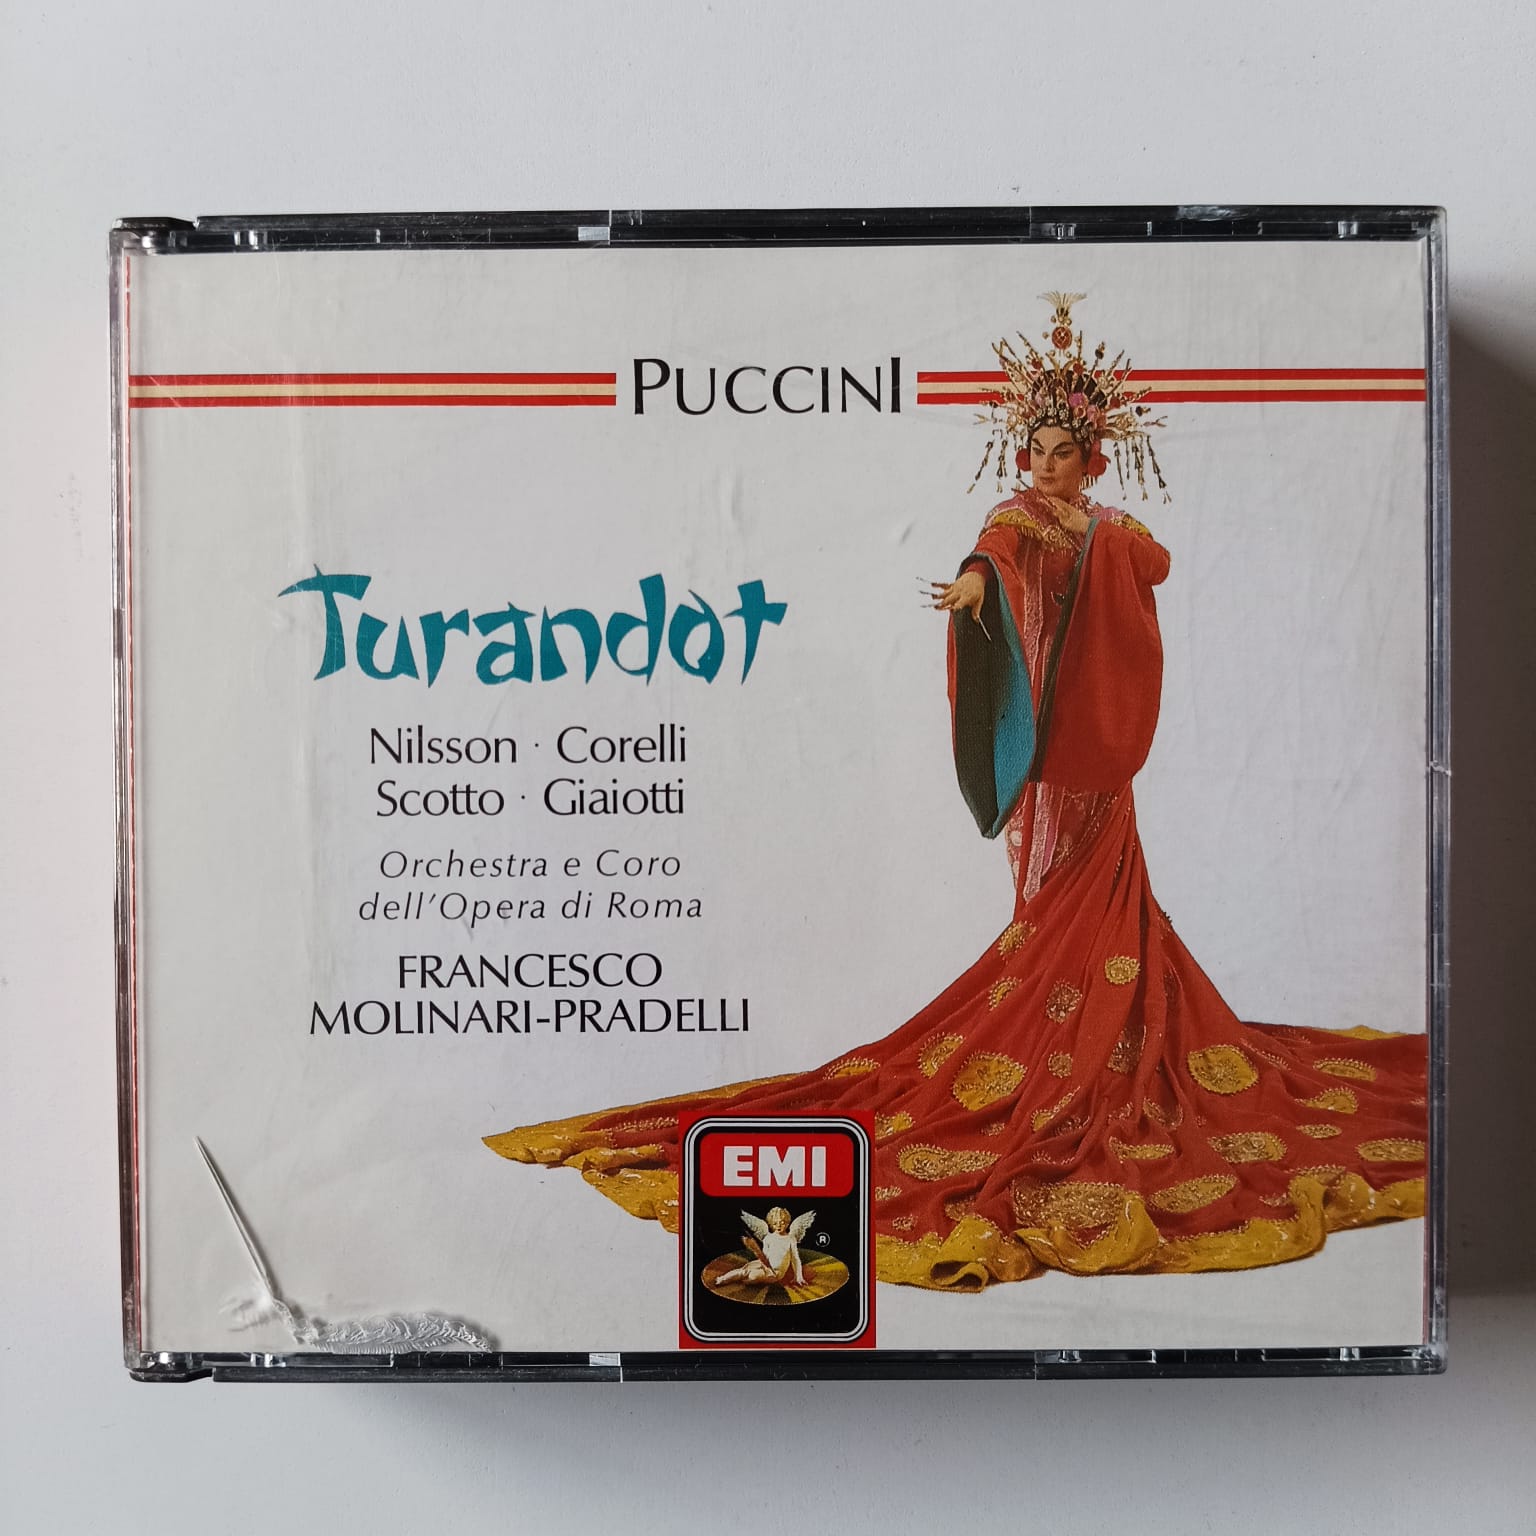 PUCCINI
Turandot
Nilsson · Corelli
Scotto · Giaiotti
Orchestra e Coro
dell'Opera di Roma
FRANCESCO
MOLINARI-PRADELLI
EMI
®